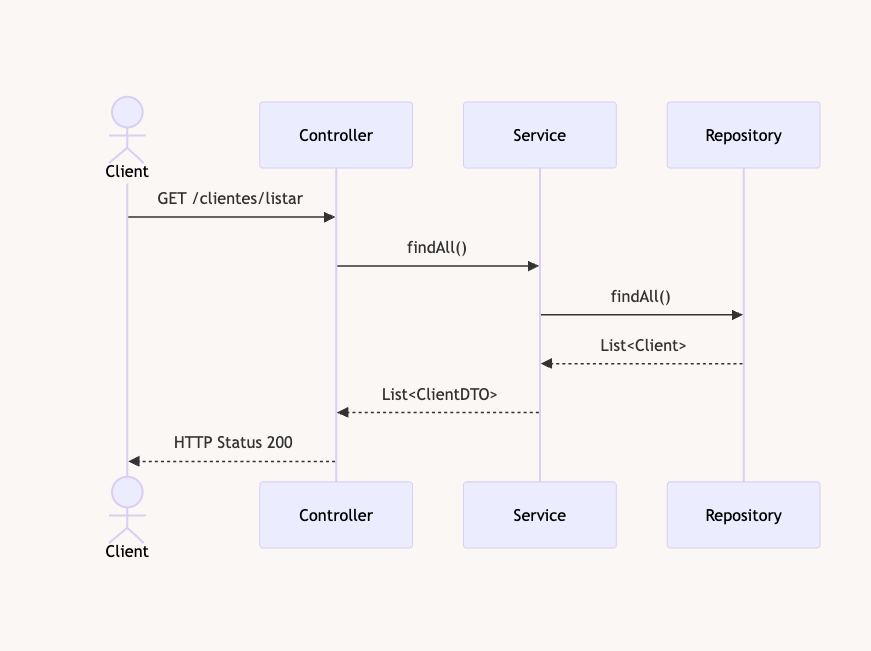 Client
Controller
Service
Repository
GET /clientes/listar
findAll()
findAll()
List<Client>
List<ClientDTO>
HTTP Status 200
Client
Controller
Service
Repository